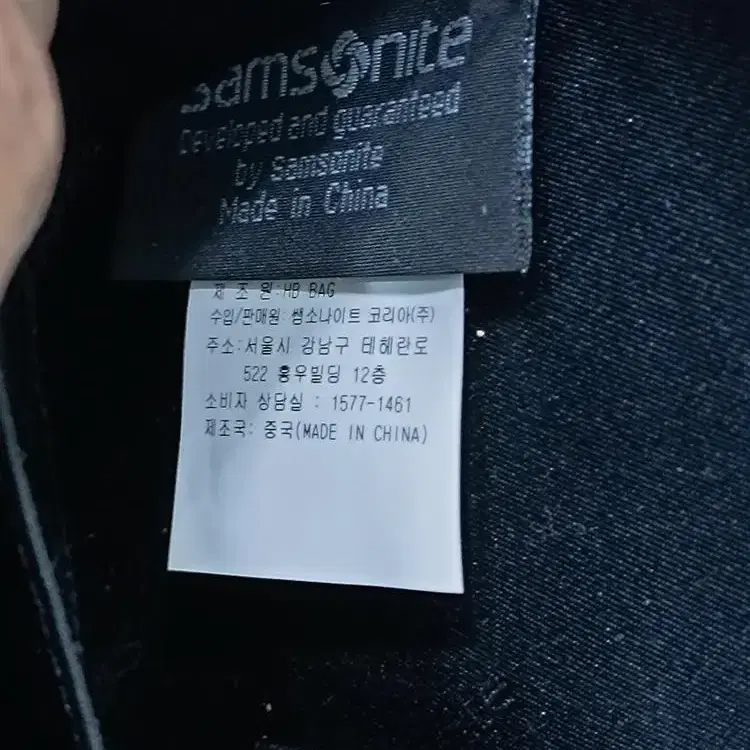 Samsonite
Developed and guaranteed
by Samsonite
Made in China
제 조 원:HB BAG
수입/판매원: 쌤소나이트 코리아(주)
주소:서울시 강남구 테헤란로
522 홍우빌딩 12층
소비자 상담실 : 1577-1461
제조국: 중국(MADE IN CHINA)